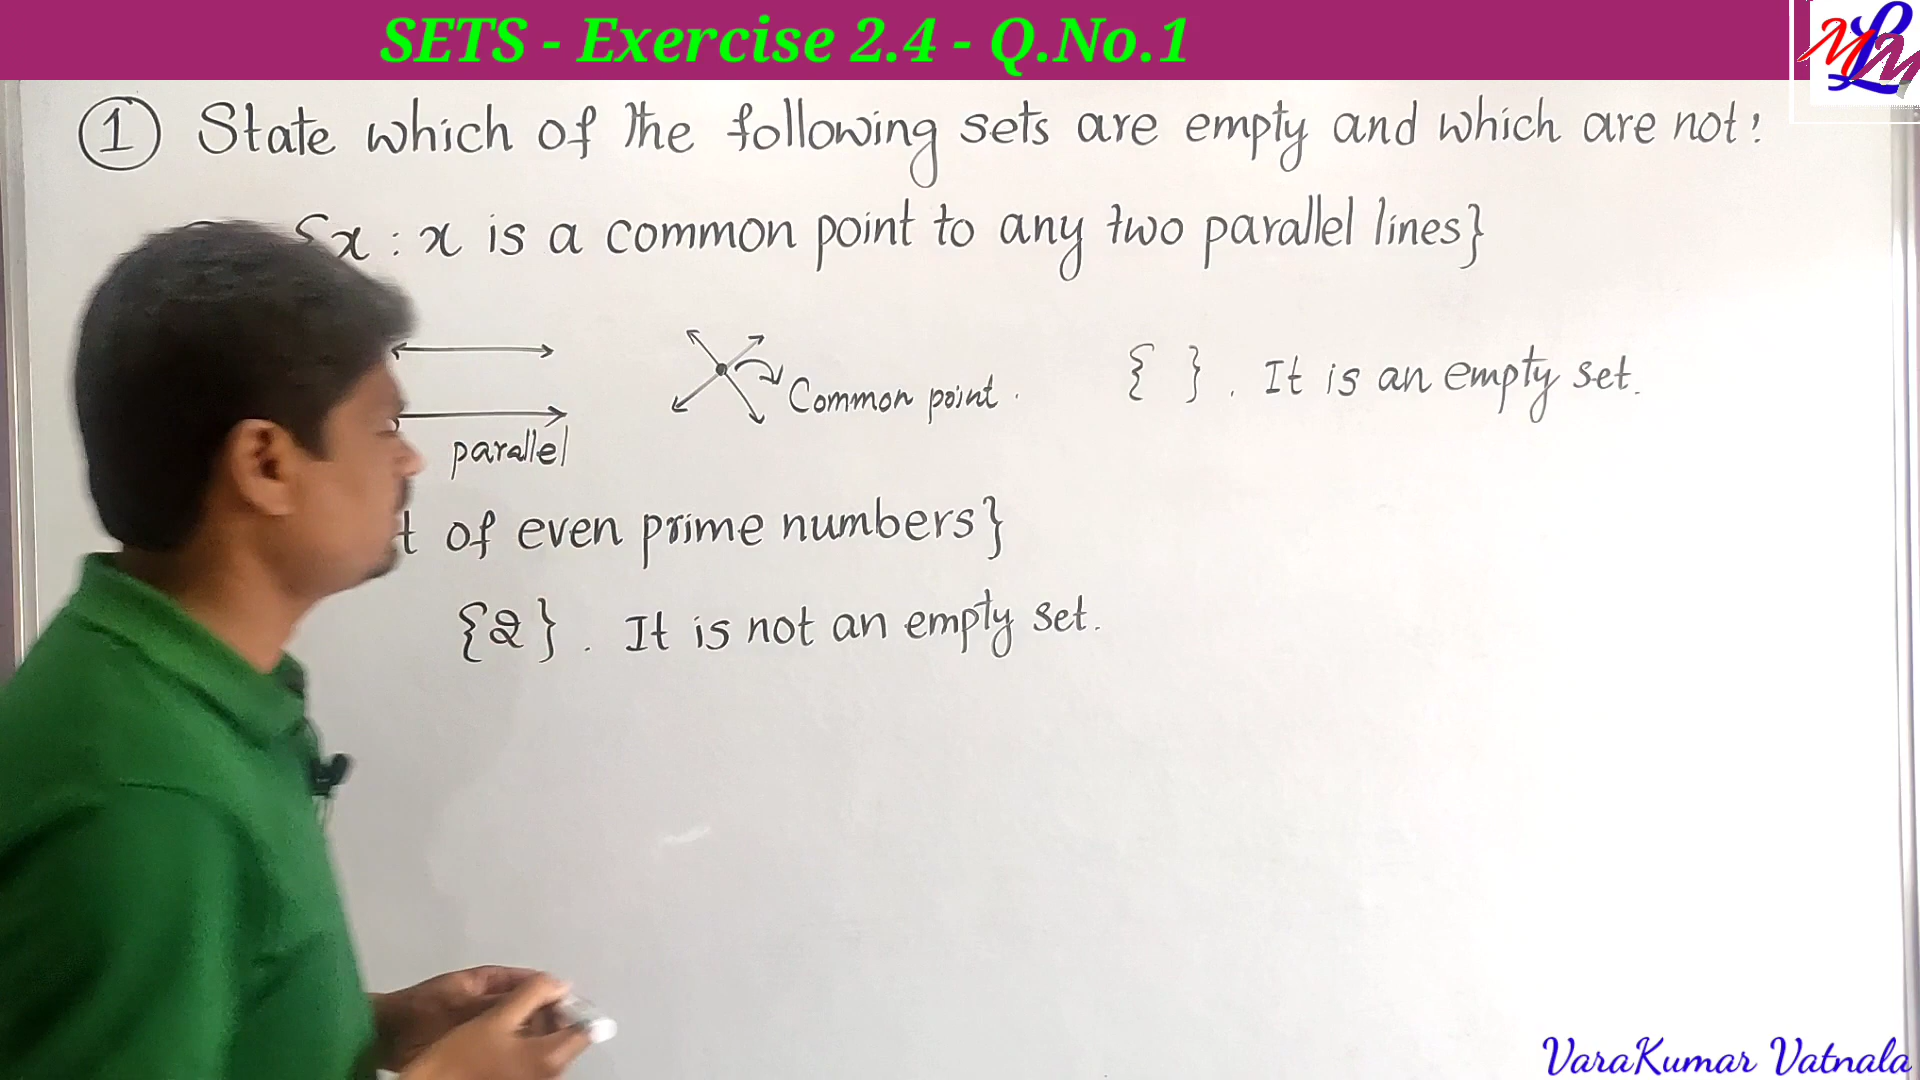 SETS - Exercise 2.4 - Q.No.1
MLM
① State which of the following sets are empty and which are not?
{x : x is a common point to any two parallel lines}
Common point.
{ }. It is an empty set.
parallel
of even prime numbers}
{2}. It is not an empty set.
VaraKumar Vatnala